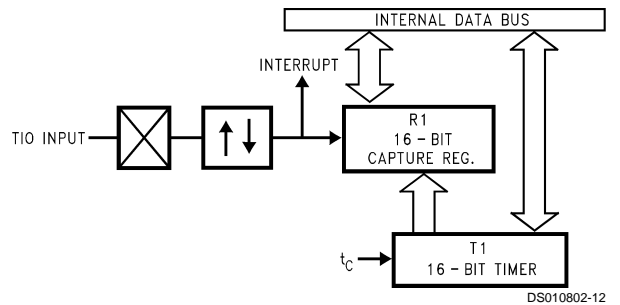 INTERNAL DATA BUS
INTERRUPT
TIO INPUT
R1
16 - BIT
CAPTURE REG.
tC
T1
16 - BIT TIMER
DS010802-12